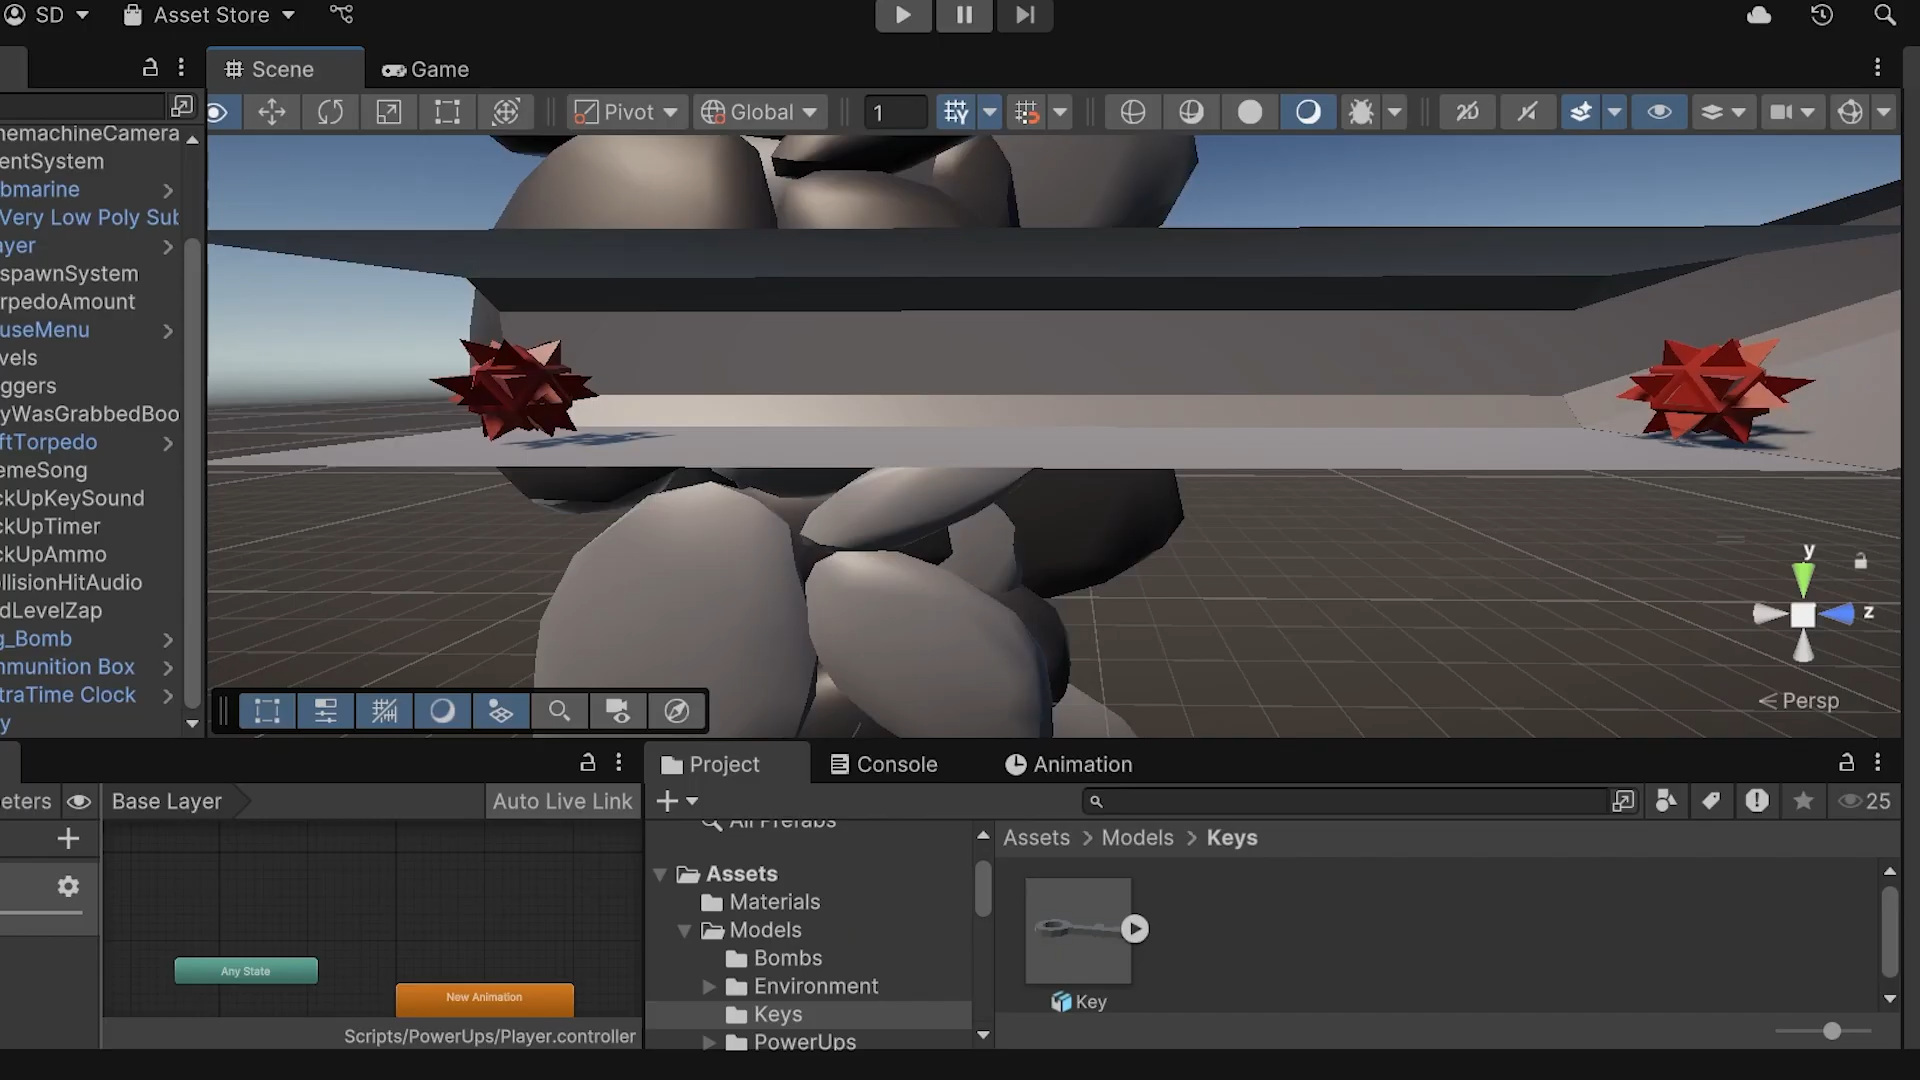 SD
Asset Store
Scene
Game
Pivot
Global
1
2D
nemachineCamera
entSystem
bmarine
Very Low Poly Sub
ayer
spawnSystem
rpedoAmount
useMenu
vels
ggers
yWasGrabbedBoo
ftTorpedo
emeSong
ckUpKeySound
ckUpTimer
ckUpAmmo
llisionHitAudio
dLevelZap
g_Bomb
nmunition Box
traTime Clock
y
y
z
Persp
eters
Base Layer
Auto Live Link
Any State
New Animation
Scripts/PowerUps/Player.controller
Project
Console
Animation
25
All Prefabs
Assets
Materials
Models
Bombs
Environment
Keys
PowerUps
Assets > Models > Keys
Key